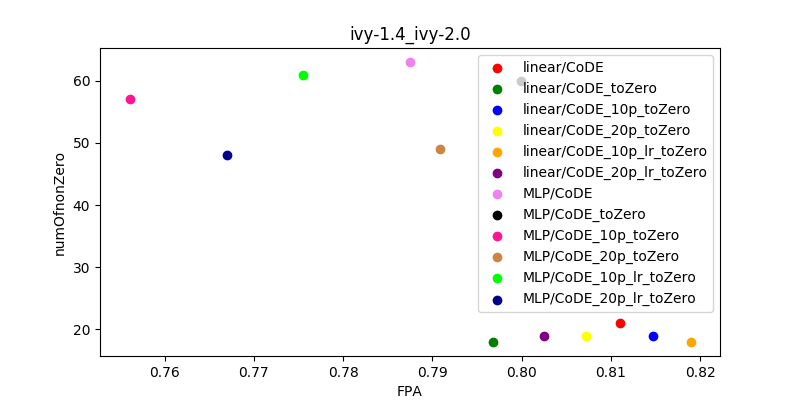 ivy-1.4_ivy-2.0
numOfnonZero
60
50
40
30
20
0.76
0.77
0.78
0.79
0.80
0.81
0.82
FPA
linear/CoDE
linear/CoDE_toZero
linear/CoDE_10p_toZero
linear/CoDE_20p_toZero
linear/CoDE_10p_lr_toZero
linear/CoDE_20p_lr_toZero
MLP/CoDE
MLP/CoDE_toZero
MLP/CoDE_10p_toZero
MLP/CoDE_20p_toZero
MLP/CoDE_10p_lr_toZero
MLP/CoDE_20p_lr_toZero